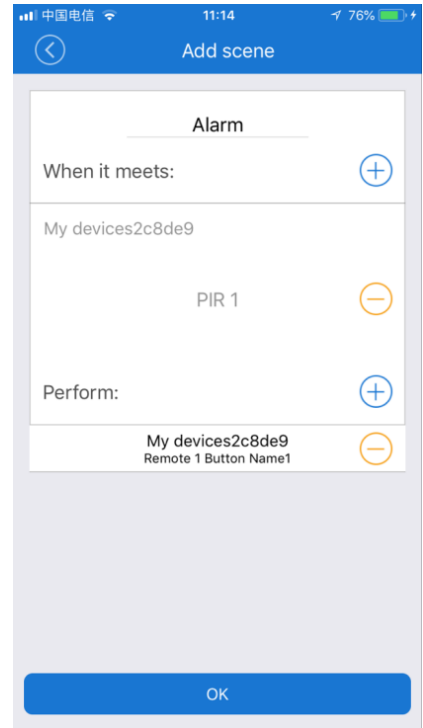 中国电信 11:14 76%
Add scene
Alarm
When it meets:
My devices2c8de9
PIR 1
Perform:
My devices2c8de9
Remote 1 Button Name1
OK